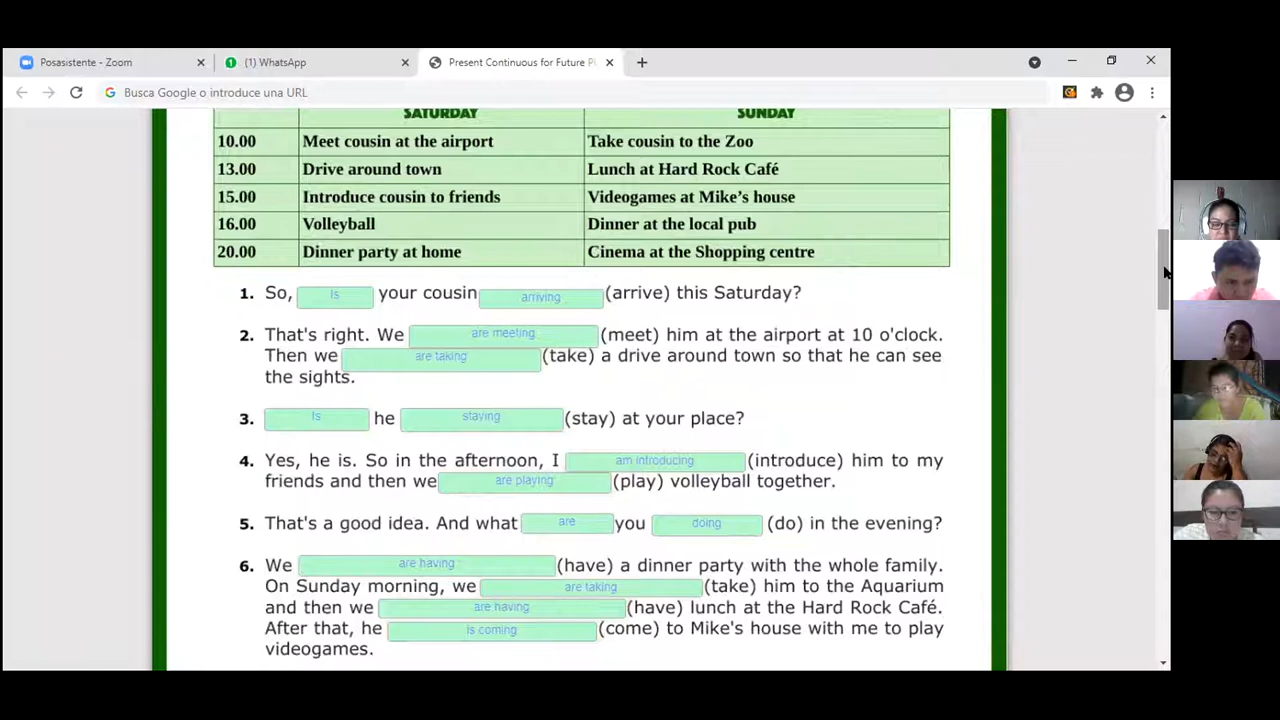 Posasistente - Zoom
(1) WhatsApp
Present Continuous for Future Pl
Busca Google o introduce una URL
SATURDAY SUNDAY
10.00 Meet cousin at the airport Take cousin to the Zoo
13.00 Drive around town Lunch at Hard Rock Café
15.00 Introduce cousin to friends Videogames at Mike's house
16.00 Volleyball Dinner at the local pub
20.00 Dinner party at home Cinema at the Shopping centre
1. So, is your cousin arriving (arrive) this Saturday?
2. That's right. We are meeting (meet) him at the airport at 10 o'clock.
Then we are taking (take) a drive around town so that he can see
the sights.
3. Is he staying (stay) at your place?
4. Yes, he is. So in the afternoon, I am introducing (introduce) him to my
friends and then we are playing (play) volleyball together.
5. That's a good idea. And what are you doing (do) in the evening?
6. We are having (have) a dinner party with the whole family.
On Sunday morning, we are taking (take) him to the Aquarium
and then we are having (have) lunch at the Hard Rock Café.
After that, he is coming (come) to Mike's house with me to play
videogames.